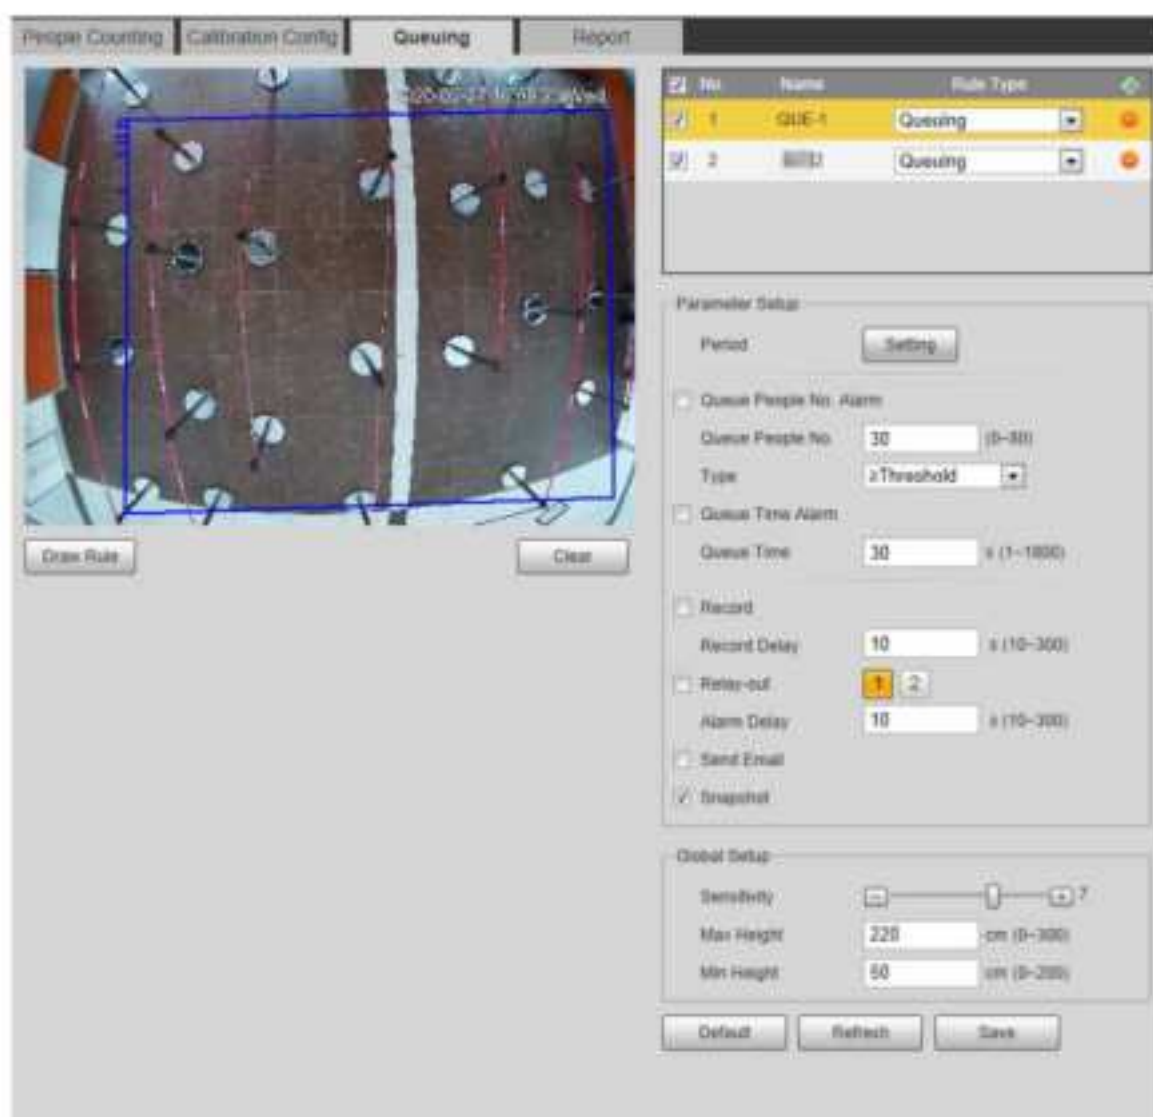 People Counting Calibration Config Queuing Report
No. Name Rule Type
1 QUE-1 Queuing
2 Queuing
Parameter Setup
Period Setting
Queue People No. Alarm
Queue People No. 30 (0~80)
Type ≥Threshold
Queue Time Alarm
Queue Time 30 s (1~1800)
Record
Record Delay 10 s (10~300)
Relay-out 1 2
Alarm Delay 10 s (10~300)
Send Email
Snapshot
Draw Rule Clear
Global Setup
Sensitivity 7
Max Height 220 cm (0~300)
Min Height cm (0~200)
Default Refresh Save